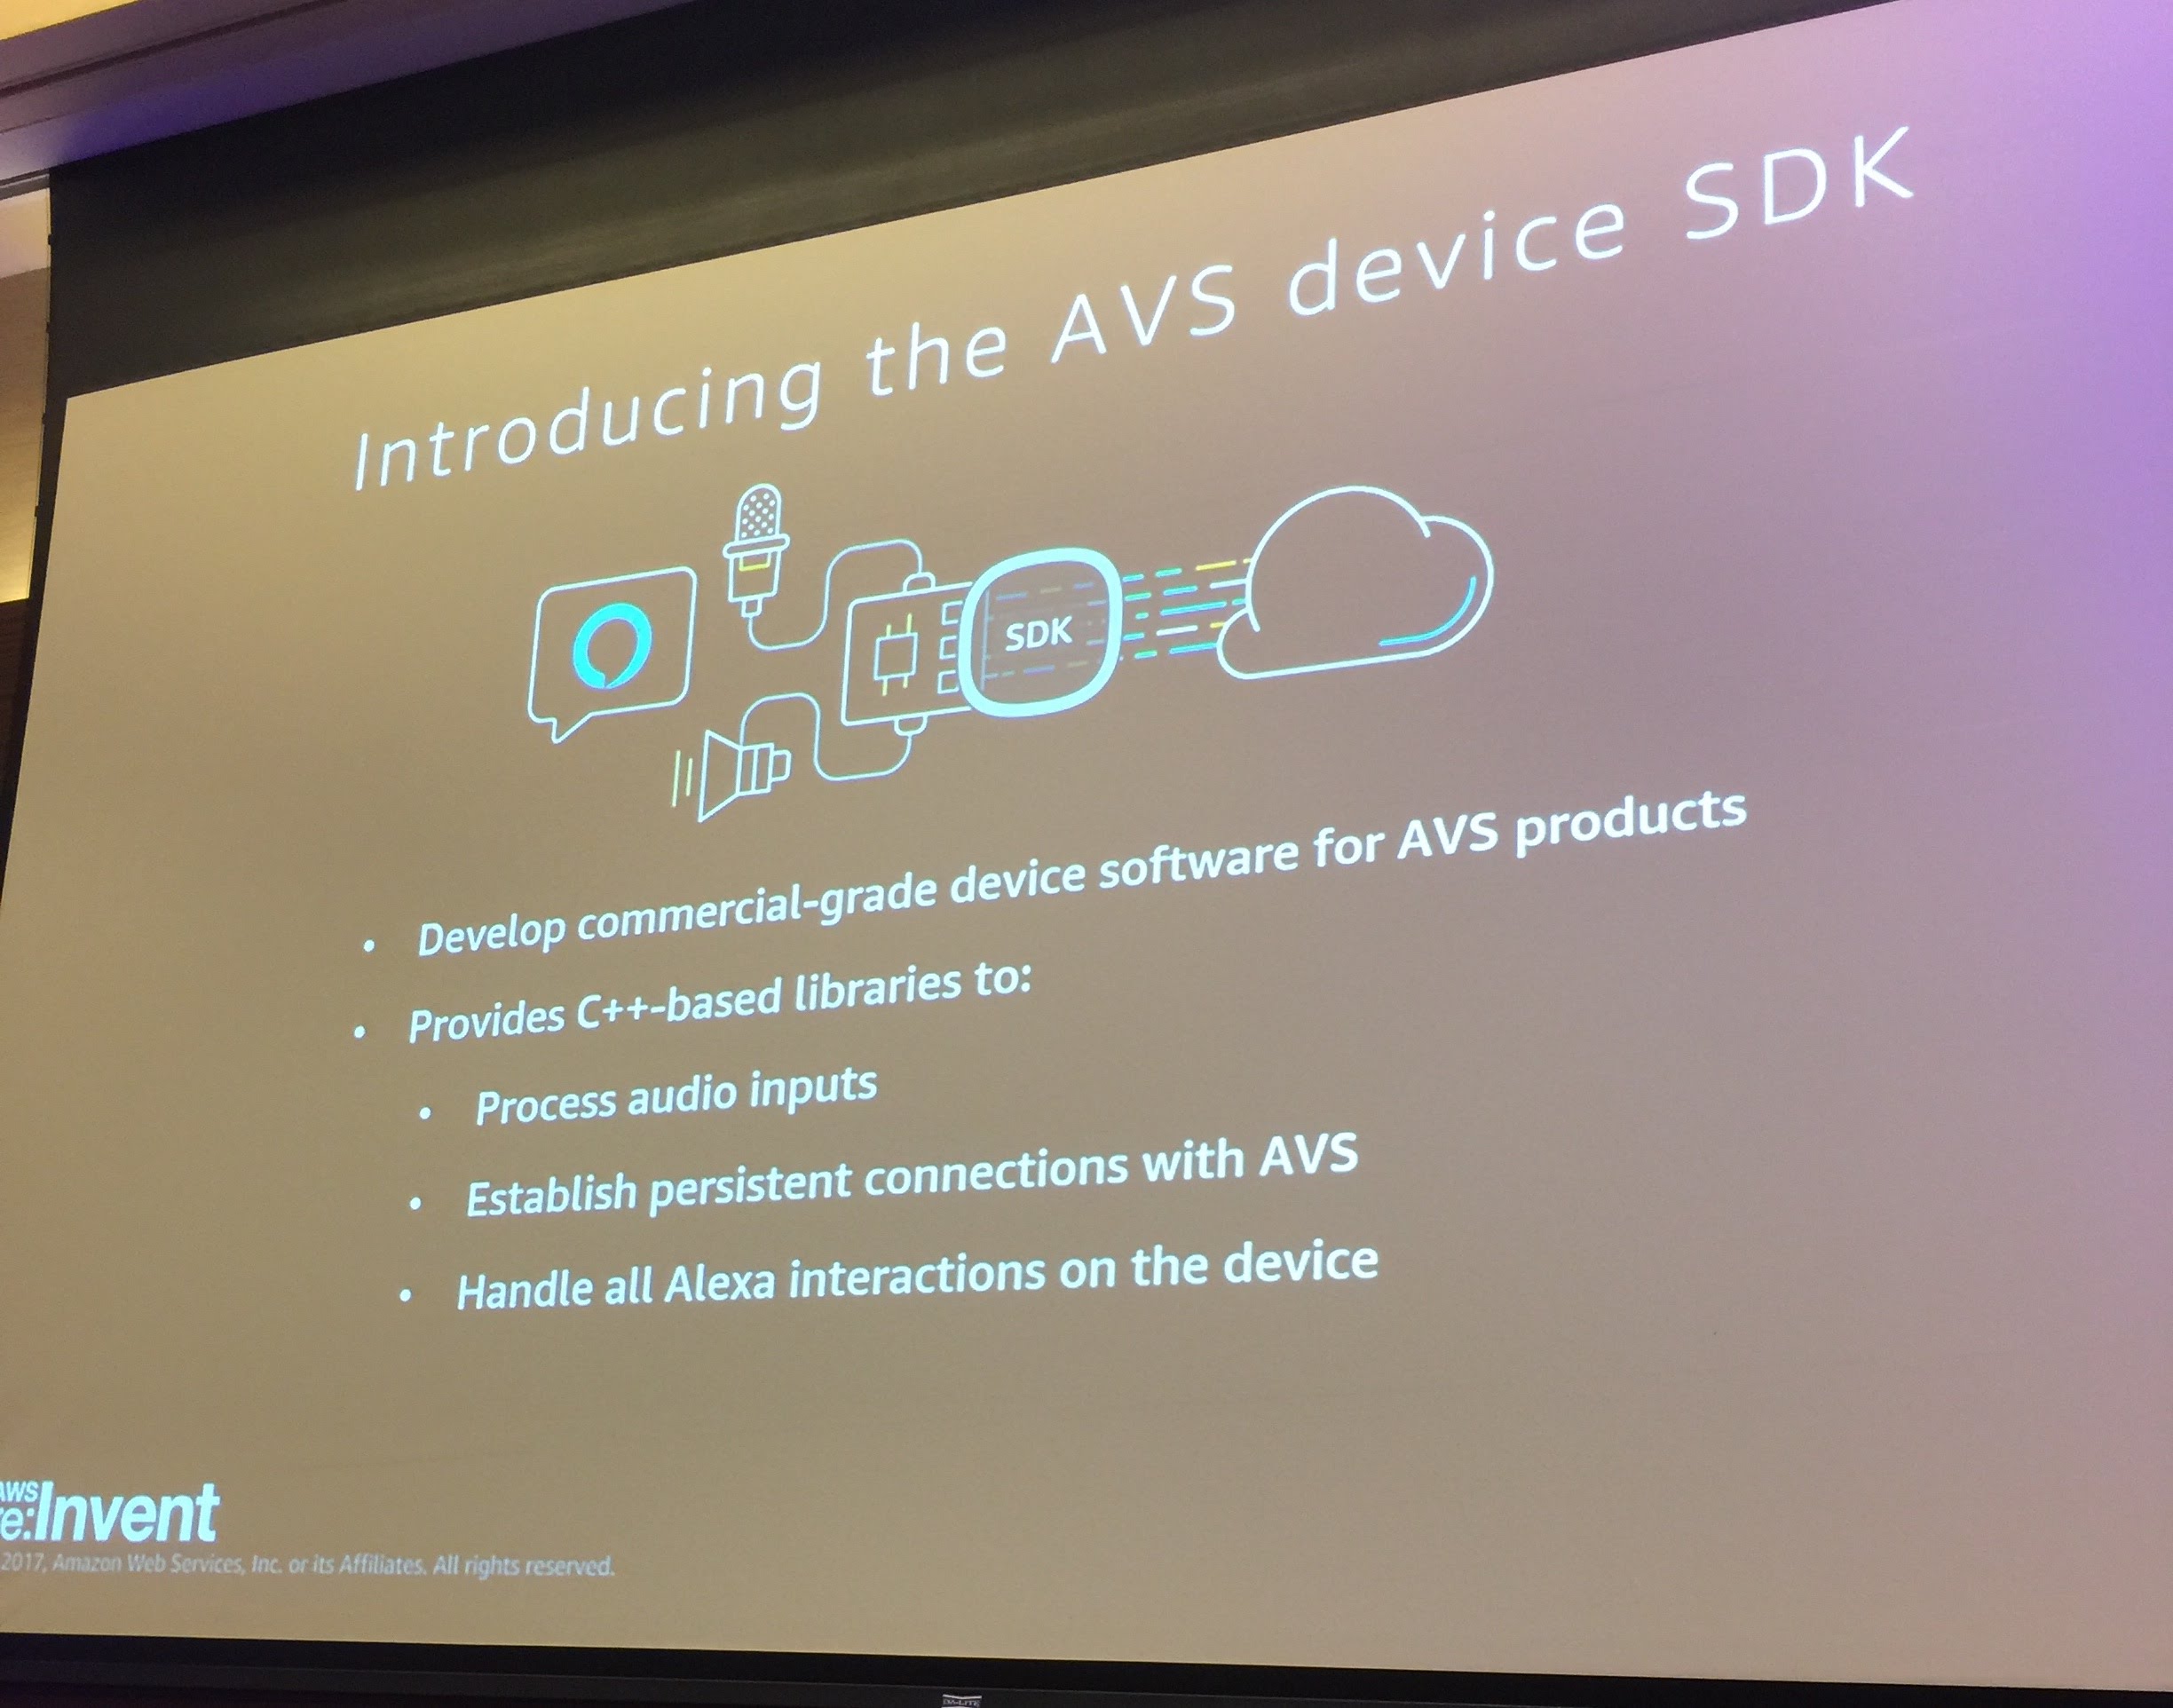 Introducing the AVS device SDK
SDK
• Develop commercial-grade device software for AVS products
• Provides C++-based libraries to:
• Process audio inputs
• Establish persistent connections with AVS
• Handle all Alexa interactions on the device
AWS
re:Invent
2017, Amazon Web Services, Inc. or its Affiliates. All rights reserved.
DA-LITE